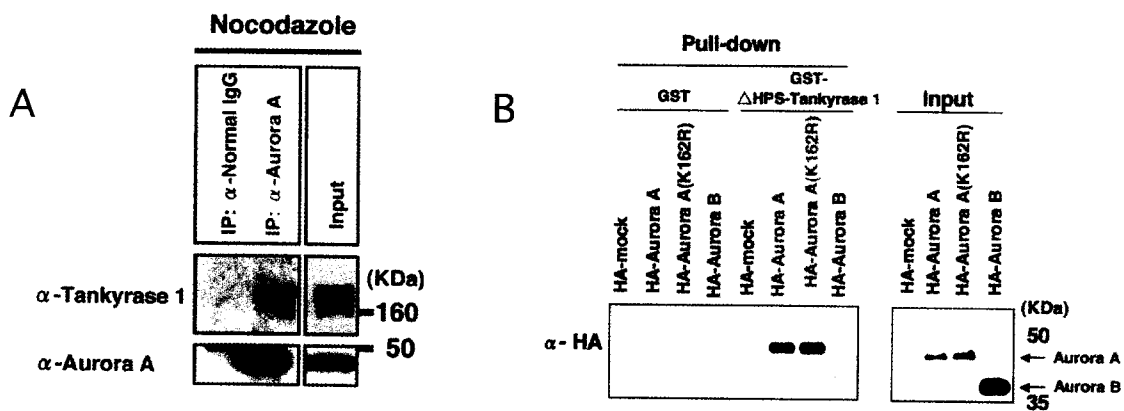 A
Nocodazole
IP: α-Normal IgG
IP: α-Aurora A
Input
α-Tankyrase 1
(KDa)
160
50
α-Aurora A
B
Pull-down
GST
GST-
△HPS-Tankyrase 1
Input
HA-mock
HA-Aurora A
HA-Aurora A(K162R)
HA-Aurora B
HA-mock
HA-Aurora A
HA-Aurora A(K162R)
HA-Aurora B
HA-mock
HA-Aurora A
HA-Aurora A(K162R)
HA-Aurora B
α- HA
(KDa)
50
← Aurora A
← Aurora B
35